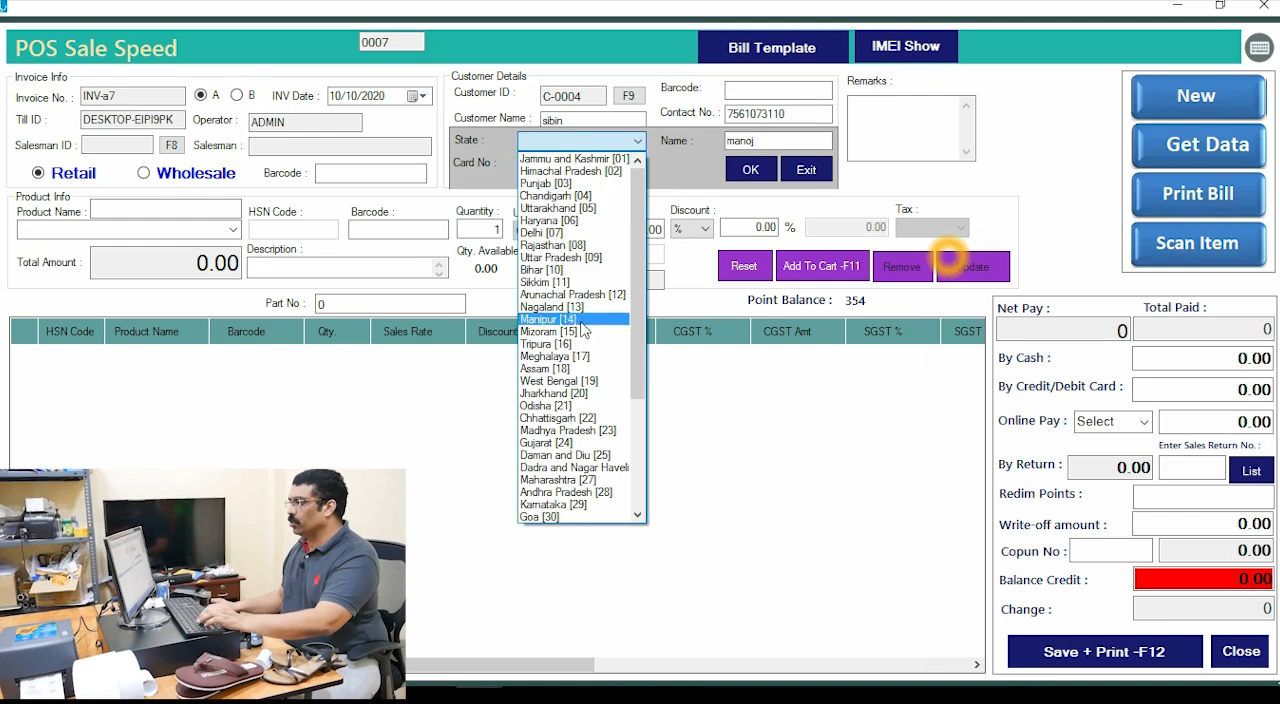 POS Sale Speed
0007
Bill Template
IMEI Show
Invoice Info
Invoice No. :
INV-a7
A
B
INV Date :
10/10/2020
Till ID :
DESKTOP-EIPI9PK
Operator :
ADMIN
Salesman ID :
F8
Salesman :
Retail
Wholesale
Barcode :
Customer Details
Customer ID :
C-0004
F9
Barcode:
Customer Name :
sibin
Contact No. :
7561073110
State :
Name :
manoj
Card No :
OK
Exit
Remarks :
New
Get Data
Print Bill
Scan Item
Product Info
Product Name :
HSN Code :
Barcode :
Quantity :
1
Discount :
00
%
0.00
%
0.00
Tax :
Total Amount :
0.00
Description :
Qty. Available
0.00
Reset
Add To Cart -F11
Remove
Part No :
0
Point Balance :
354
Jammu and Kashmir [01]
Himachal Pradesh [02]
Punjab [03]
Chandigarh [04]
Uttarakhand [05]
Haryana [06]
Delhi [07]
Rajasthan [08]
Uttar Pradesh [09]
Bihar [10]
Sikkim [11]
Arunachal Pradesh [12]
Nagaland [13]
Manipur [14]
Mizoram [15]
Tripura [16]
Meghalaya [17]
Assam [18]
West Bengal [19]
Jharkhand [20]
Odisha [21]
Chhattisgarh [22]
Madhya Pradesh [23]
Gujarat [24]
Daman and Diu [25]
Dadra and Nagar Haveli
Maharashtra [27]
Andhra Pradesh [28]
Karnataka [29]
Goa [30]
HSN Code
Product Name
Barcode
Qty.
Sales Rate
Discount
CGST %
CGST Amt
SGST %
SGST
Net Pay:
Total Paid :
0
0
By Cash :
0.00
By Credit/Debit Card :
0.00
Online Pay :
Select
0.00
Enter Sales Return No. :
By Return :
0.00
List
Redim Points :
Write-off amount :
0.00
Copun No :
0.00
Balance Credit :
0.00
Change :
0
Save + Print -F12
Close